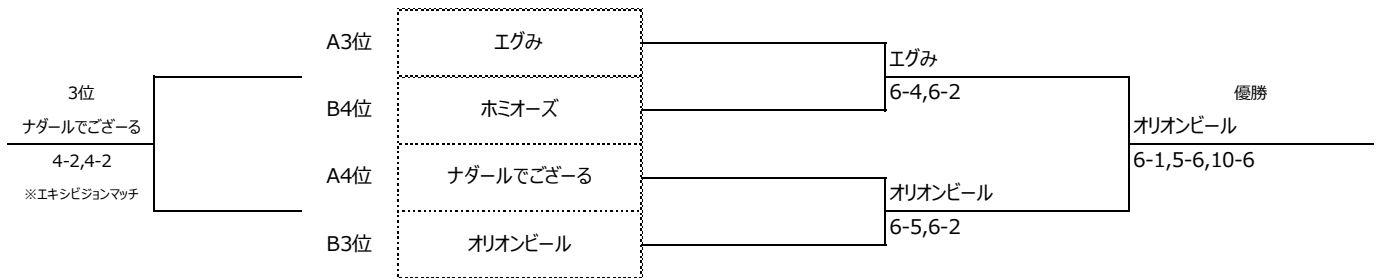 A3位
エグみ
エグみ
6-4,6-2
B4位
ホミオーズ
3位
ナダールでござーる
4-2,4-2
※エキシビジョンマッチ
優勝
オリオンビール
6-1,5-6,10-6
A4位
ナダールでござーる
オリオンビール
6-5,6-2
B3位
オリオンビール